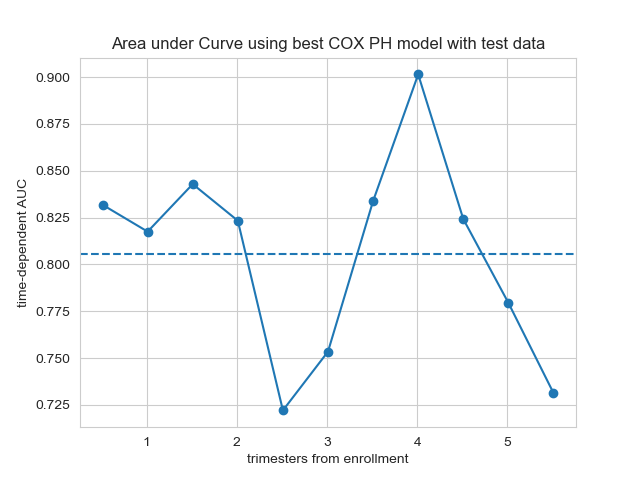 Area under Curve using best COX PH model with test data
time-dependent AUC
0.900
0.875
0.850
0.825
0.800
0.775
0.750
0.725
1 2 3 4 5
trimesters from enrollment